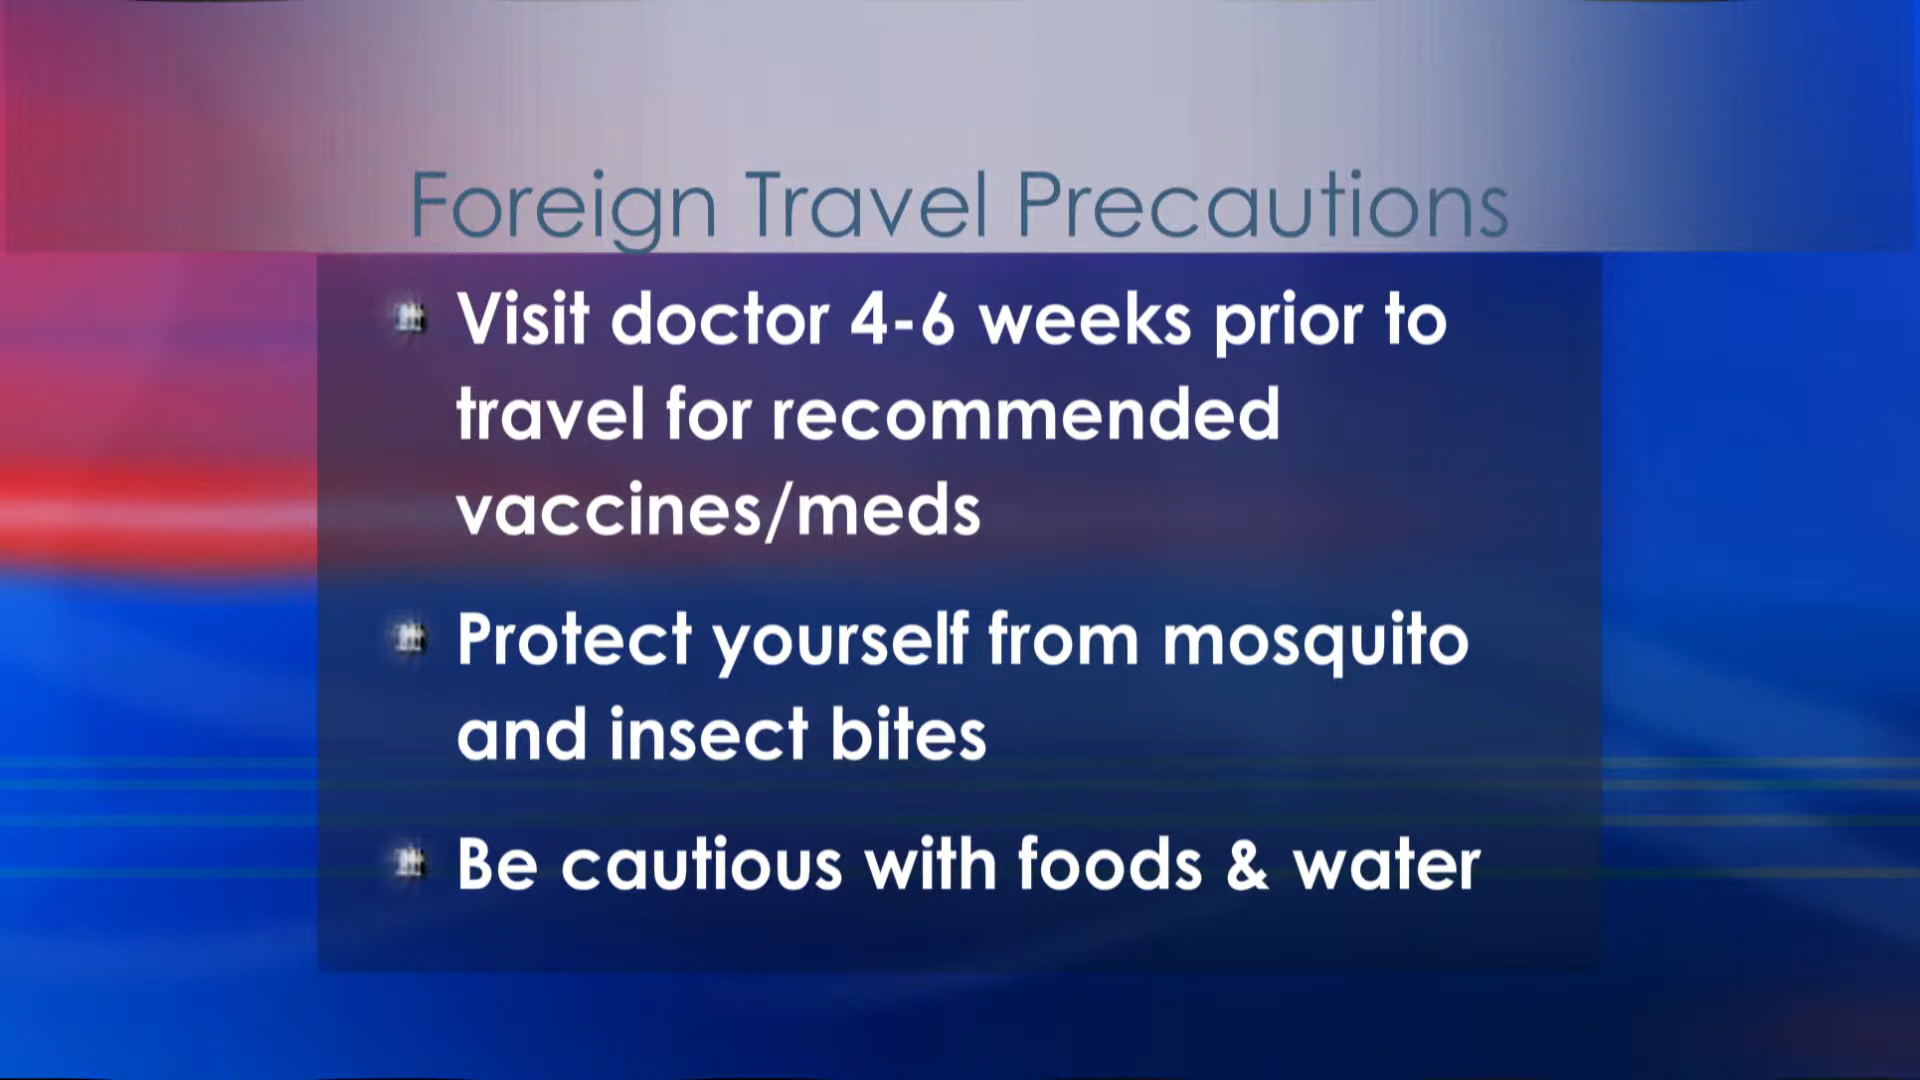 Foreign Travel Precautions
Visit doctor 4-6 weeks prior to
travel for recommended
vaccines/meds
Protect yourself from mosquito
and insect bites
Be cautious with foods & water